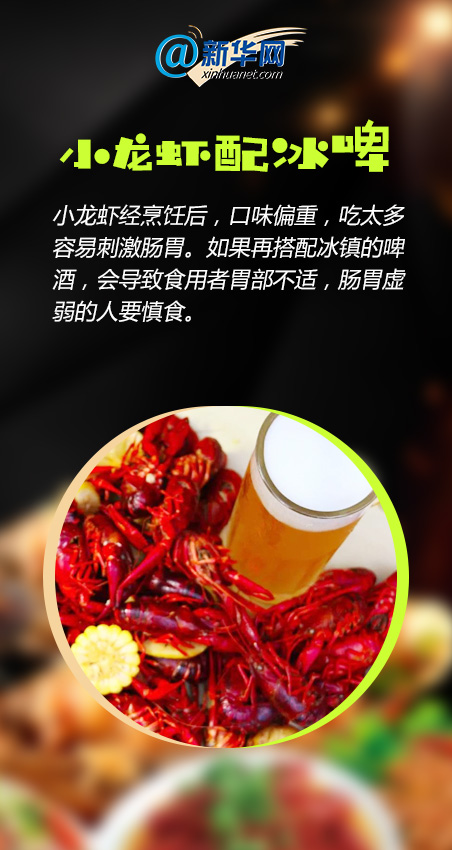 @新华网
xinhuanet.com
小龙虾配冰啤
小龙虾经烹饪后，口味偏重，吃太多
容易刺激肠胃。如果再搭配冰镇的啤
酒，会导致食用者胃部不适，肠胃虚
弱的人要慎食。